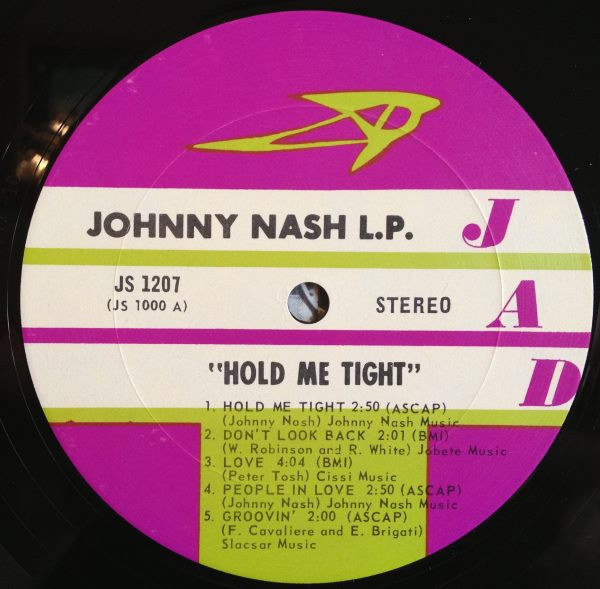 JOHNNY NASH L.P.
JAD
JS 1207
(JS 1000 A)
STEREO
"HOLD ME TIGHT"
1. HOLD ME TIGHT 2:50 (ASCAP)
(Johnny Nash) Johnny Nash Music
2. DON'T LOOK BACK 2:01 (BMI)
(W. Robinson and R. White) Jobete Music
3. LOVE 4:04 (BMI)
(Peter Tosh) Cissi Music
4. PEOPLE IN LOVE 2:50 (ASCAP)
(Johnny Nash) Johnny Nash Music
5. GROOVIN' 2:00 (ASCAP)
(F. Cavaliere and E. Brigati)
Slacsar Music